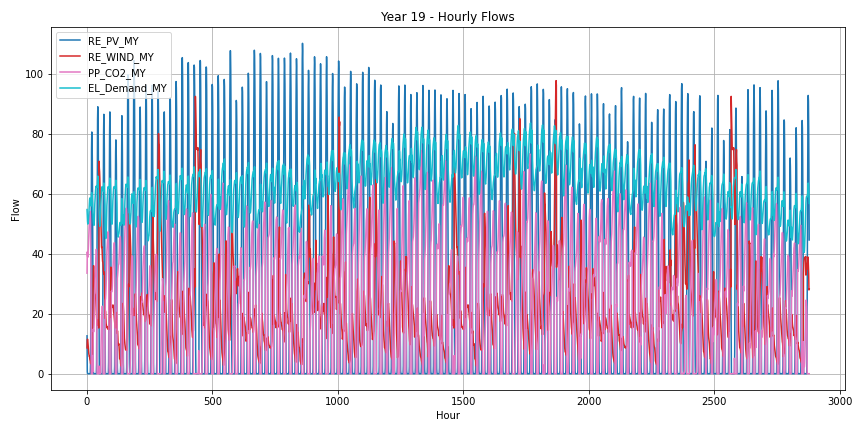 Year 19 - Hourly Flows
RE_PV_MY
RE_WIND_MY
PP_CO2_MY
EL_Demand_MY
Flow
100
80
60
40
20
0
0 500 1000 1500 2000 2500 3000
Hour